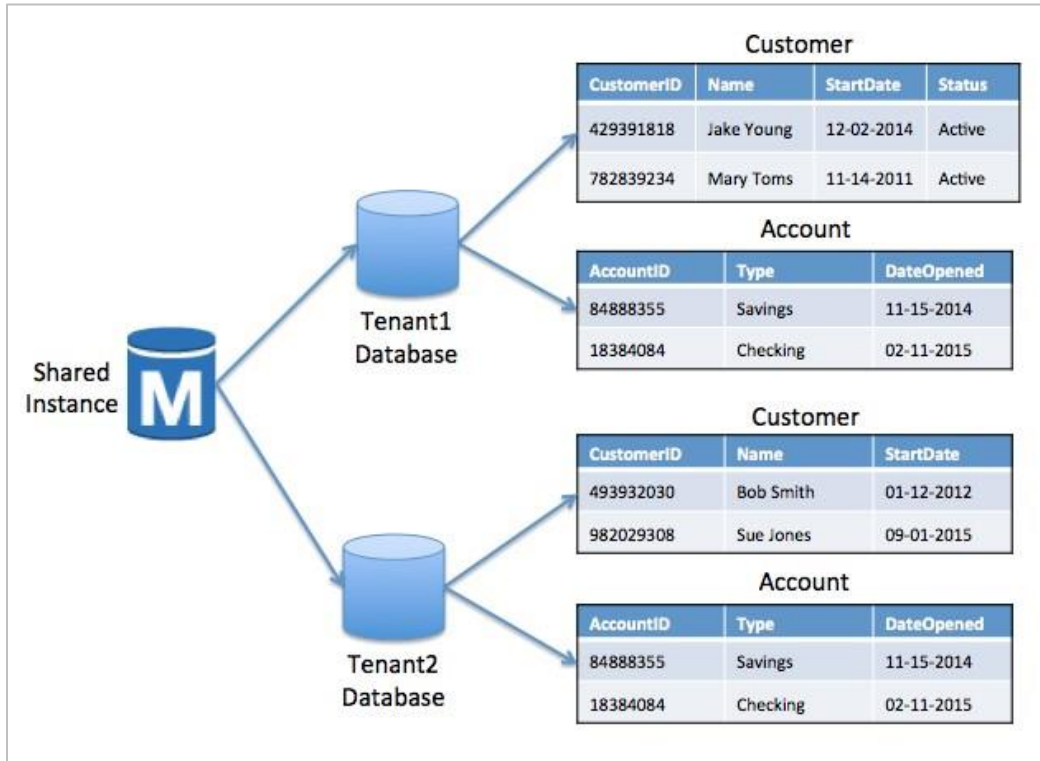 Customer
CustomerID Name StartDate Status
429391818 Jake Young 12-02-2014 Active
782839234 Mary Toms 11-14-2011 Active
Account
AccountID Type DateOpened
84888355 Savings 11-15-2014
18384084 Checking 02-11-2015
Tenant1
Database
Shared
Instance
M
Customer
CustomerID Name StartDate
493932030 Bob Smith 01-12-2012
982029308 Sue Jones 09-01-2015
Account
AccountID Type DateOpened
84888355 Savings 11-15-2014
18384084 Checking 02-11-2015
Tenant2
Database